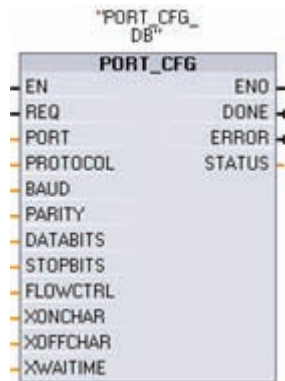 "PORT_CFG_
DB"
PORT_CFG
EN ENO
REQ DONE
PORT ERROR
PROTOCOL STATUS
BAUD
PARITY
DATABITS
STOPBITS
FLOWCTRL
XONCHAR
XOFFCHAR
XWAITIME